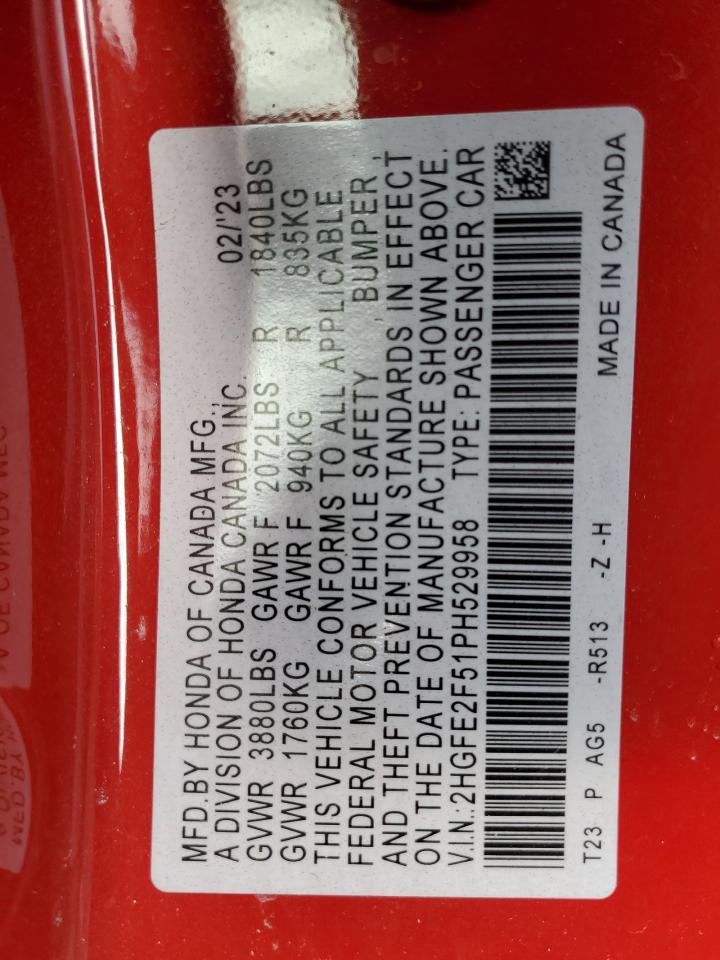 MFD.BY HONDA OF CANADA MFG.,
A DIVISION OF HONDA CANADA INC. 02/'23
GVWR 3880LBS GAWR F 2072LBS R 1840LBS
GVWR 1760KG GAWR F 940KG R 835KG
THIS VEHICLE CONFORMS TO ALL APPLICABLE
FEDERAL MOTOR VEHICLE SAFETY , BUMPER ,
AND THEFT PREVENTION STANDARDS IN EFFECT
ON THE DATE OF MANUFACTURE SHOWN ABOVE.
V.I.N.:2HGFE2F51PH529958 TYPE: PASSENGER CAR
T23 P AG5 -R513 -Z -H MADE IN CANADA